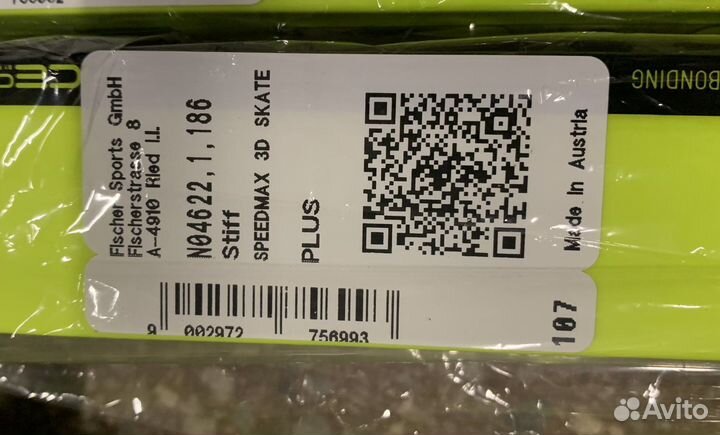 Fischer Sports GmbH
Fischerstrasse 8
A-4910 Ried i.I.
N04622,1,186
Stiff
SPEEDMAX 3D SKATE
PLUS
Made in Austria
9 002972 756993
107
BONDING
Avito